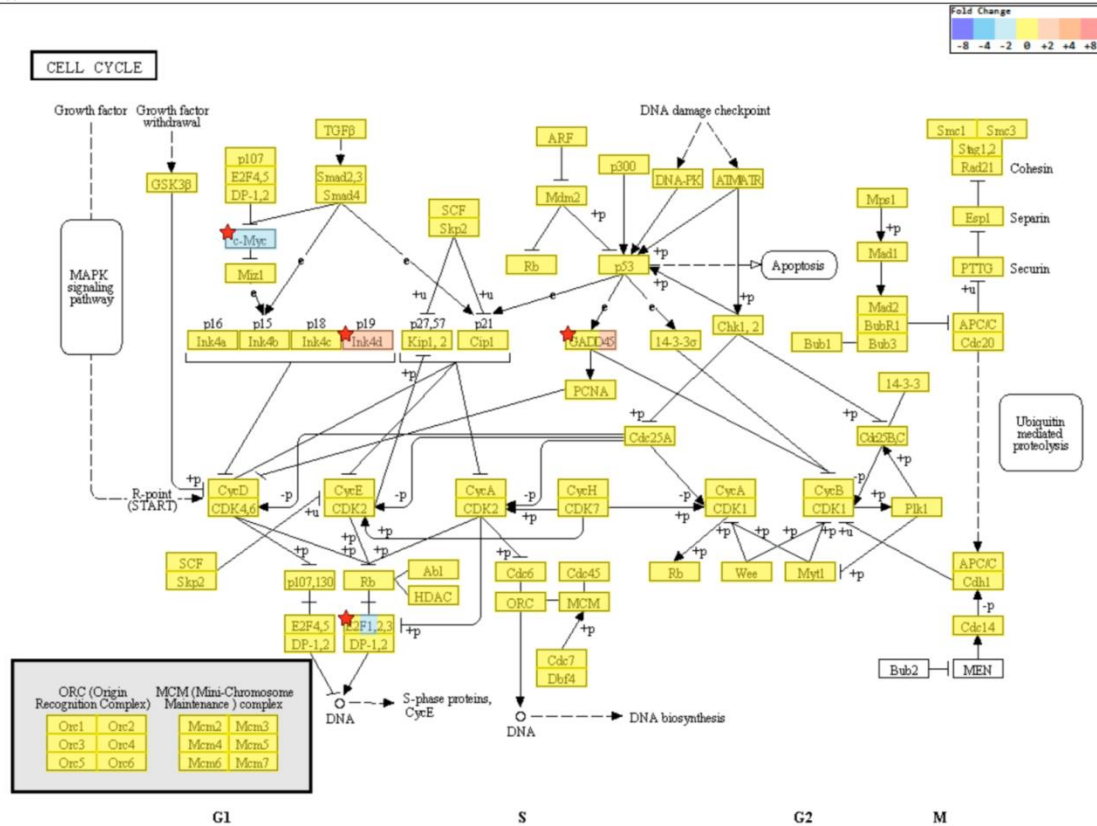 Fold Change
-8 -4 -2 0 +2 +4 +8
CELL CYCLE
Growth factor
Growth factor
withdrawal
GSK3β
MAPK
signaling
pathway
R-point
(START)
p107
E2F4,5
DP-1,2
c-Myc
Miz1
TGFβ
Smad2,3
Smad4
e
e
e
SCF
Skp2
+u
+u
ARF
Mdm2
Rb
+p
p300
p53
e
e
DNA damage checkpoint
DNA-PK
ATM/ATR
+p
+p
+p
Apoptosis
Chk1, 2
p16
Ink4a
p15
Ink4b
p18
Ink4c
p19
Ink4d
p27,57
Kip1, 2
p21
Cip1
GADD45
14-3-3σ
PCNA
Cdc25A
+p
+p
Mps1
+p
Mad1
Mad2
BubR1
Bub3
Bub1
Smc1
Smc3
Stag1,2
Rad21
Cohesin
Esp1
Separin
PTTG
Securin
+u
APC/C
Cdc20
14-3-3
+p
Cdc25B,C
Ubiquitin
mediated
proteolysis
+p
CycD
CDK4,6
-p
CycE
CDK2
-p
CycA
CDK2
-p
+p
CycH
CDK7
-p
+p
CycA
CDK1
CycB
CDK1
-p
+p
+p
+u
Plk1
SCF
Skp2
+u
+p
+p
+p
+p
p107,130
Rb
Abl
HDAC
E2F4,5
DP-1,2
E2F1,2,3
DP-1,2
+p
+p
Cdc6
ORC
Cdc45
MCM
+p
Cdc7
Dbf4
+p
Rb
+p
Wee
+p
Myt1
+p
APC/C
Cdh1
-p
Cdc14
Bub2
MEN
DNA
S-phase proteins,
CycE
DNA
DNA biosynthesis
ORC (Origin
Recognition Complex)
Orc1 Orc2
Orc3 Orc4
Orc5 Orc6
MCM (Mini-Chromosome
Maintenance ) complex
Mcm2 Mcm3
Mcm4 Mcm5
Mcm6 Mcm7
G1
S
G2
M